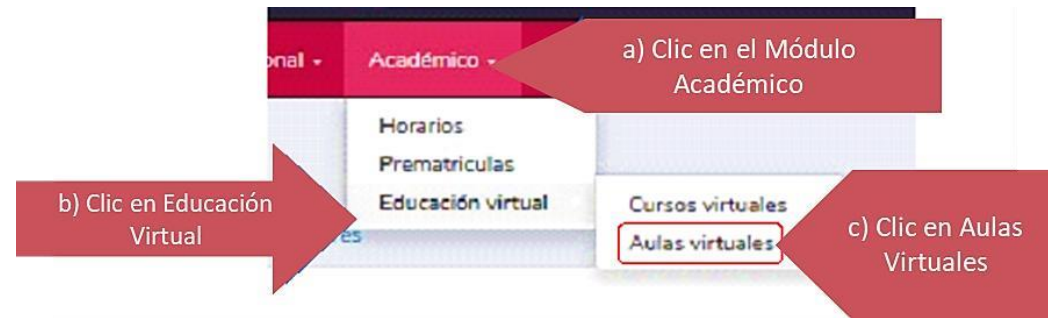 onal
Académico
a) Clic en el Módulo
Académico
Horarios
Prematriculas
Educación virtual
b) Clic en Educación
Virtual
es
Cursos virtuales
Aulas virtuales
c) Clic en Aulas
Virtuales